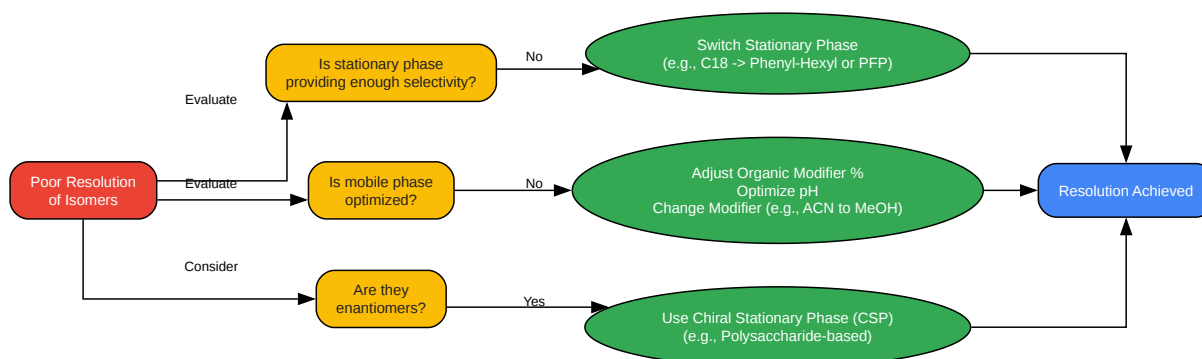 Poor Resolution
of Isomers
Evaluate
Is stationary phase
providing enough selectivity?
No
Switch Stationary Phase
(e.g., C18 -> Phenyl-Hexyl or PFP)
Evaluate
Is mobile phase
optimized?
No
Adjust Organic Modifier %
Optimize pH
Change Modifier (e.g., ACN to MeOH)
Consider
Are they
enantiomers?
Yes
Use Chiral Stationary Phase (CSP)
(e.g., Polysaccharide-based)
Resolution Achieved